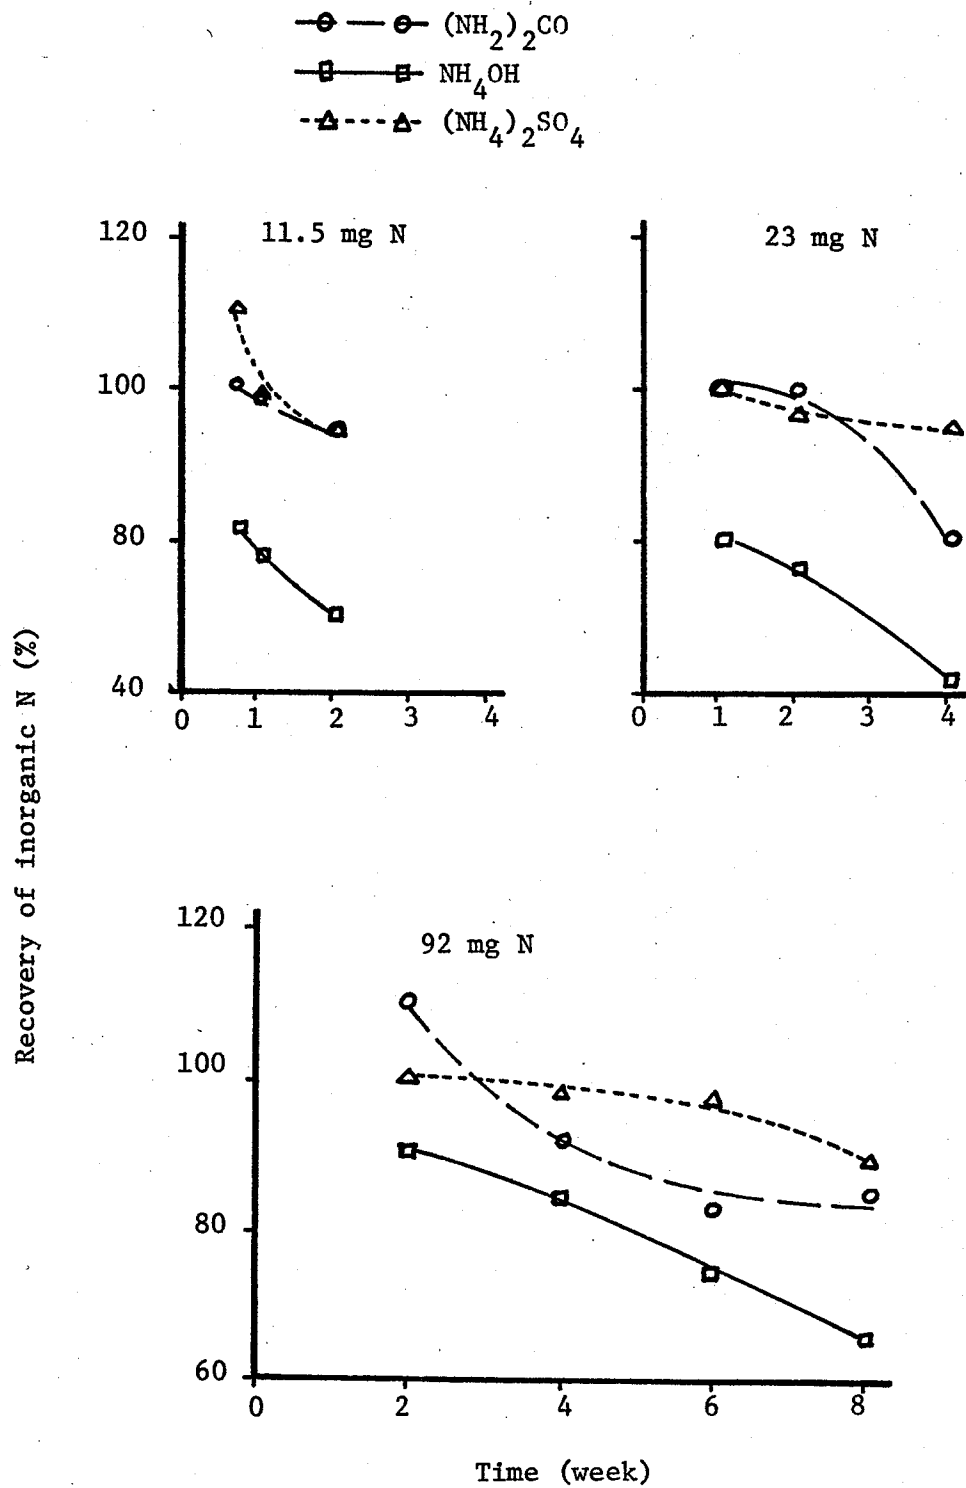 (NH2)2CO
NH4OH
(NH4)2SO4
11.5 mg N
120
100
80
40
0 1 2 3 4
23 mg N
0 1 2 3 4
Recovery of inorganic N (%)
92 mg N
120
100
80
60
0 2 4 6 8
Time (week)